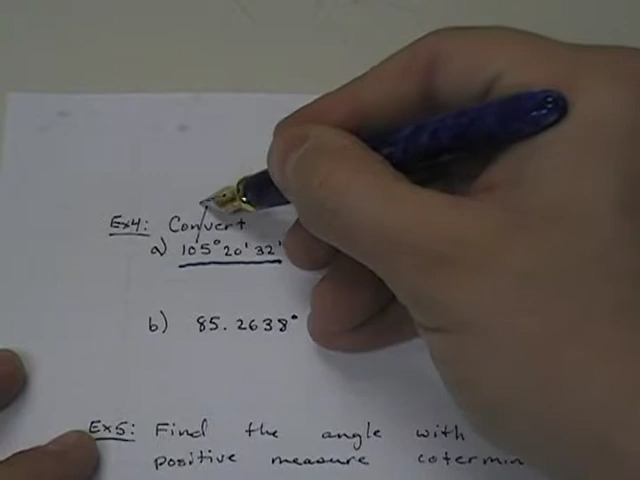 Ex4: Convert
a) 105° 20' 32'
b) 85.2638°
Ex5: Find the angle with
positive measure cotermin